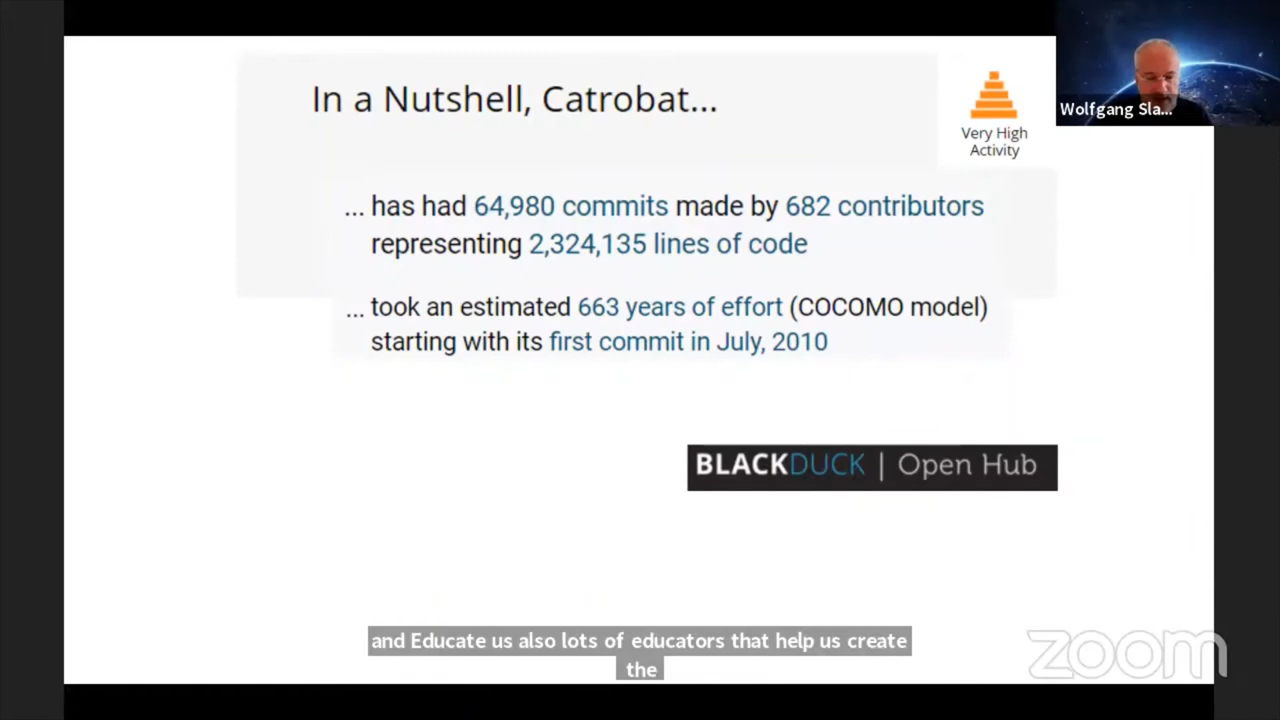 In a Nutshell, Catrobat...
Very High
Activity
Wolfgang Sla...
... has had 64,980 commits made by 682 contributors
representing 2,324,135 lines of code
... took an estimated 663 years of effort (COCOMO model)
starting with its first commit in July, 2010
BLACKDUCK | Open Hub
and Educate us also lots of educators that help us create
the
zoom